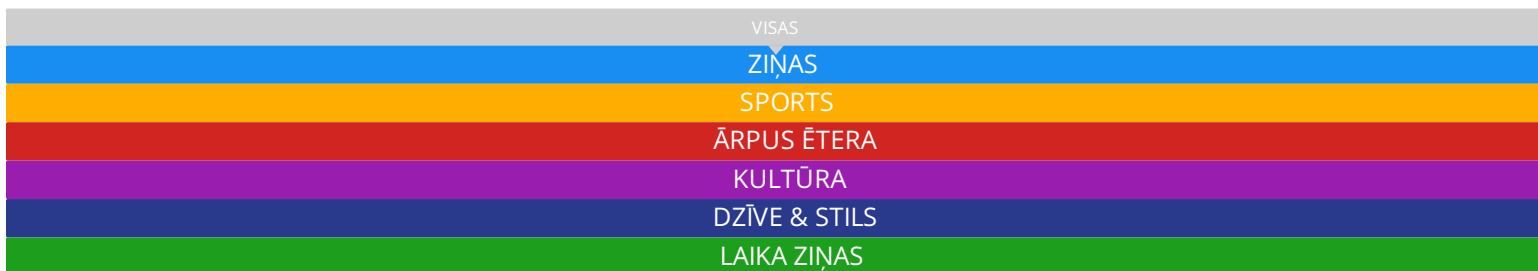 VISAS
ZIŅAS
SPORTS
ĀRPUS ĒTERA
KULTŪRA
DZĪVE & STILS
LAIKA ZIŅAS